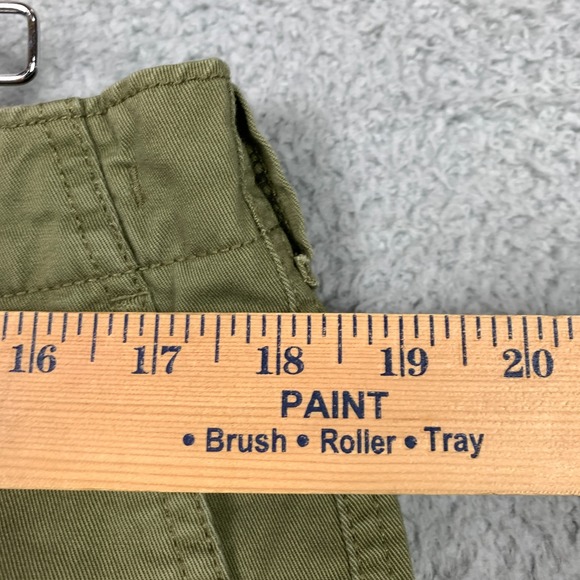 16 17 18 19 20
PAINT
• Brush • Roller • Tray